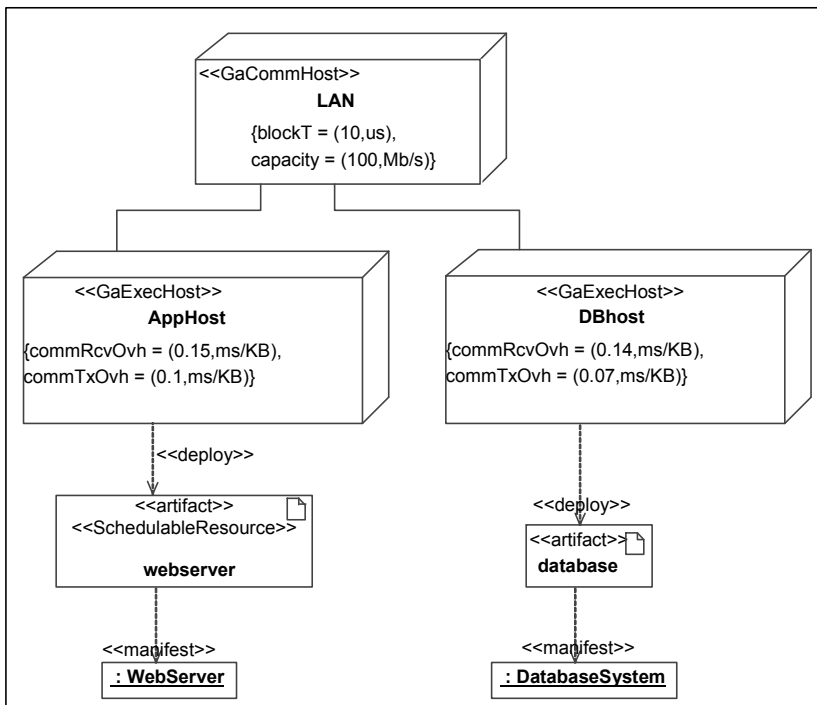 <<GaCommHost>>
LAN
{blockT = (10,us),
capacity = (100,Mb/s)}
<<GaExecHost>>
AppHost
{commRcvOvh = (0.15,ms/KB),
commTxOvh = (0.1,ms/KB)}
<<GaExecHost>>
DBhost
{commRcvOvh = (0.14,ms/KB),
commTxOvh = (0.07,ms/KB)}
<<deploy>>
<<artifact>>
<<SchedulableResource>>
webserver
<<deploy>>
<<artifact>>
database
<<manifest>>
: WebServer
<<manifest>>
: DatabaseSystem